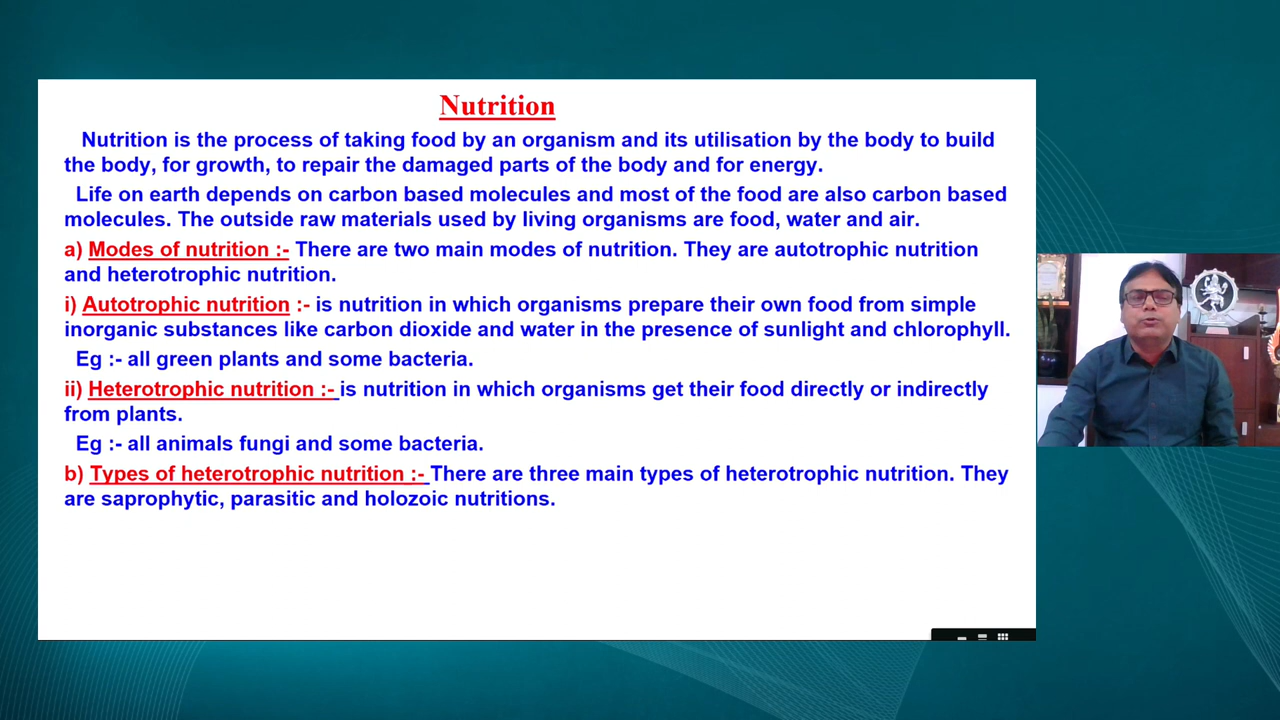 Nutrition
Nutrition is the process of taking food by an organism and its utilisation by the body to build
the body, for growth, to repair the damaged parts of the body and for energy.
Life on earth depends on carbon based molecules and most of the food are also carbon based
molecules. The outside raw materials used by living organisms are food, water and air.
a) Modes of nutrition :- There are two main modes of nutrition. They are autotrophic nutrition
and heterotrophic nutrition.
i) Autotrophic nutrition :- is nutrition in which organisms prepare their own food from simple
inorganic substances like carbon dioxide and water in the presence of sunlight and chlorophyll.
Eg :- all green plants and some bacteria.
ii) Heterotrophic nutrition :- is nutrition in which organisms get their food directly or indirectly
from plants.
Eg :- all animals fungi and some bacteria.
b) Types of heterotrophic nutrition :- There are three main types of heterotrophic nutrition. They
are saprophytic, parasitic and holozoic nutritions.